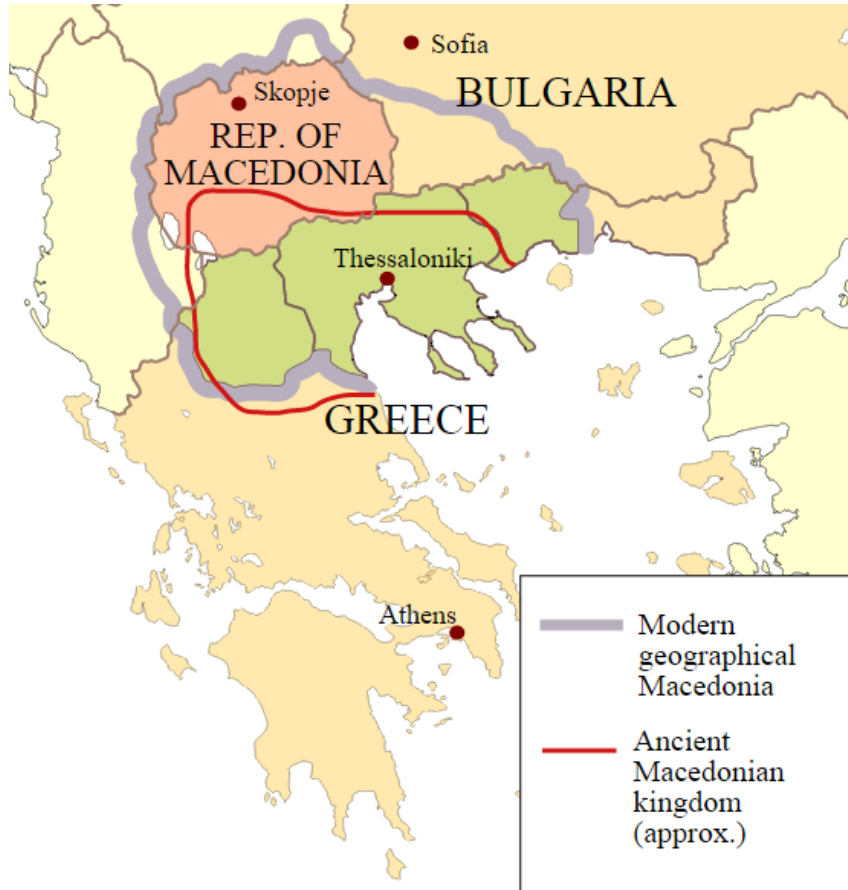 Sofia
BULGARIA
Skopje
REP. OF
MACEDONIA
Thessaloniki
GREECE
Athens
Modern
geographical
Macedonia
Ancient
Macedonian
kingdom
(approx.)